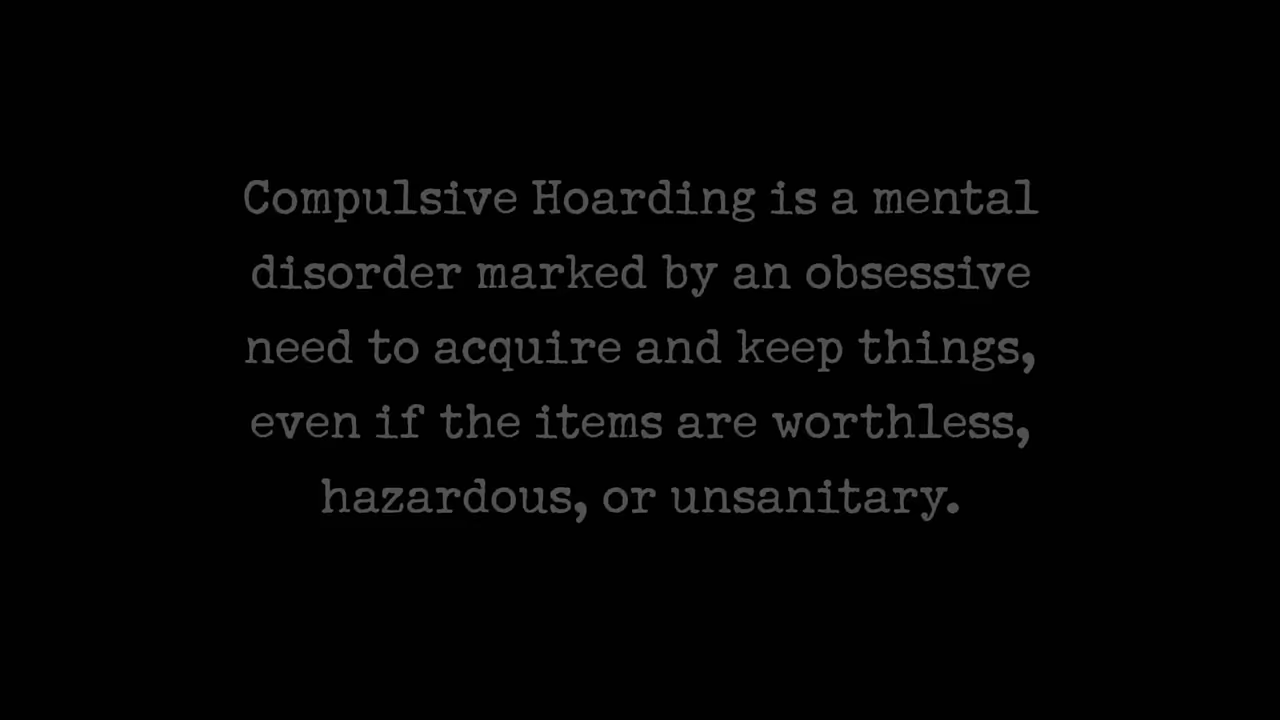 Compulsive Hoarding is a mental
disorder marked by an obsessive
need to acquire and keep things,
even if the items are worthless,
hazardous, or unsanitary.